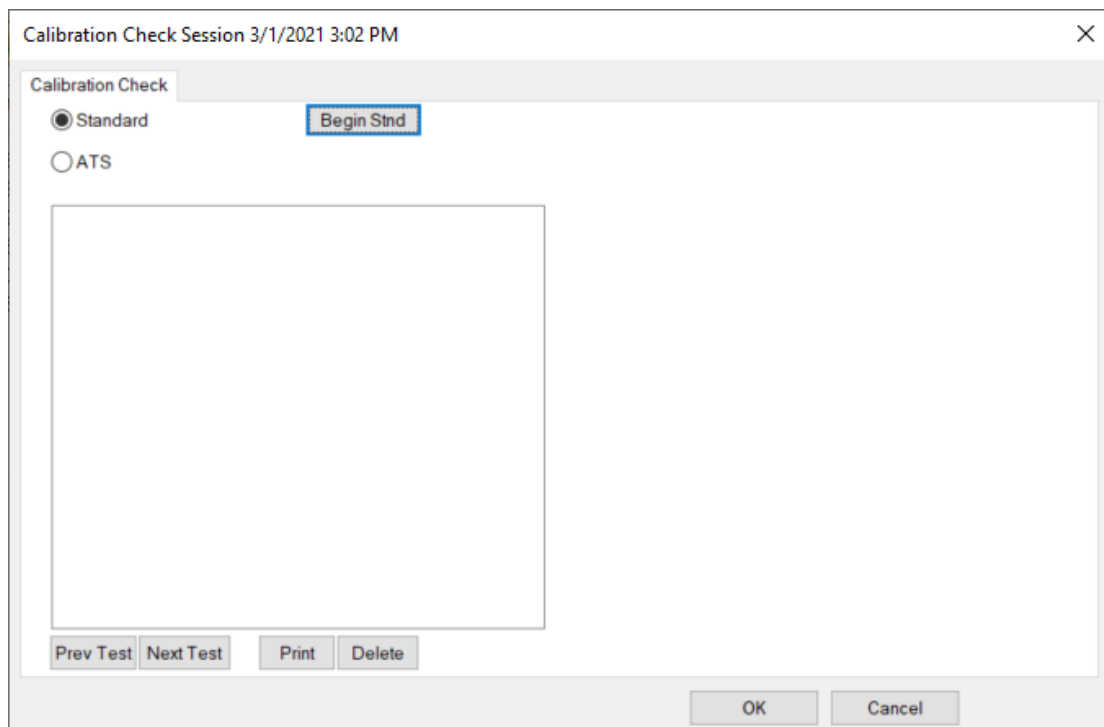 Calibration Check Session 3/1/2021 3:02 PM
Calibration Check
Standard Begin Stnd
ATS
Prev Test Next Test Print Delete
OK Cancel